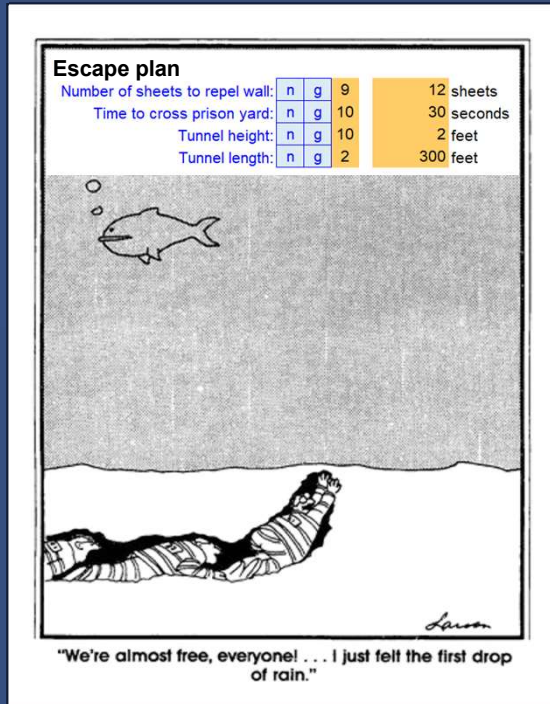 Escape plan
Number of sheets to repel wall: n g 9 12 sheets
Time to cross prison yard: n g 10 30 seconds
Tunnel height: n g 10 2 feet
Tunnel length: n g 2 300 feet
Larson
"We're almost free, everyone! . . . I just felt the first drop
of rain."